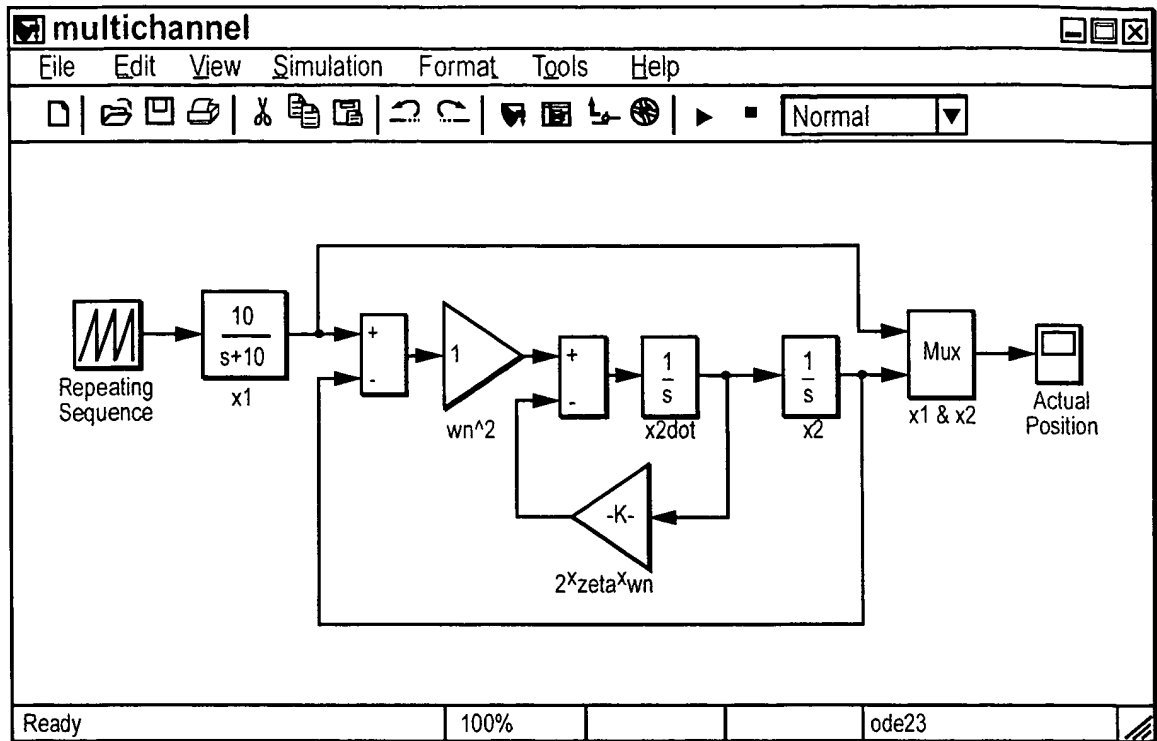 multichannel
File Edit View Simulation Format Tools Help
Normal
Repeating
Sequence
10
s+10
x1
+
-
1
wn^2
+
-
1
s
x2dot
1
s
x2
Mux
x1 & x2
Actual
Position
-K-
2xzetaxwn
Ready 100% ode23